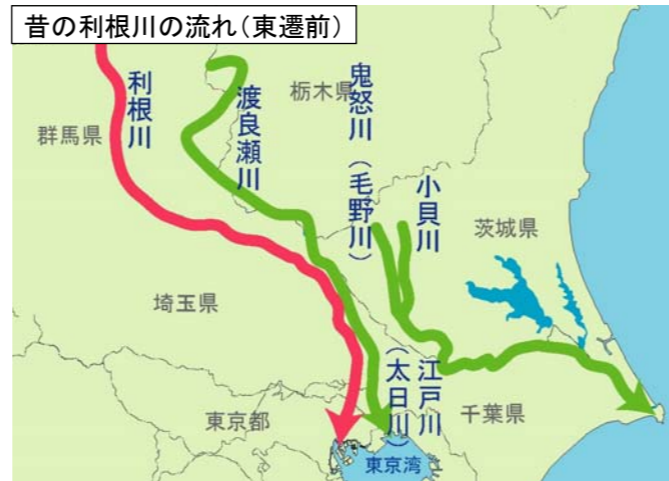 昔の利根川の流れ（東遷前）
利根川
群馬県
渡良瀬川
栃木県
鬼怒川（毛野川）
小貝川
茨城県
埼玉県
江戸川
（太日川）
千葉県
東京都
東京湾